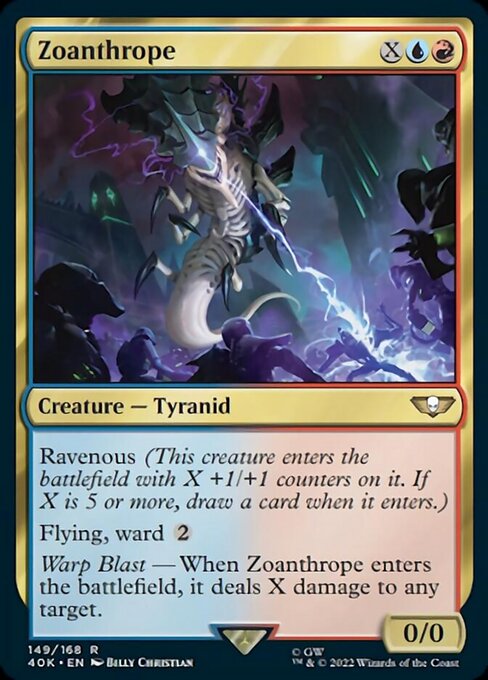 Zoanthrope X
Creature — Tyranid
Ravenous (This creature enters the
battlefield with X +1/+1 counters on it. If
X is 5 or more, draw a card when it enters.)
Flying, ward 2
Warp Blast — When Zoanthrope enters
the battlefield, it deals X damage to any
target.
0/0
149/168 R
40K • EN Billy Christian
© GW
™ & © 2022 Wizards of the Coast